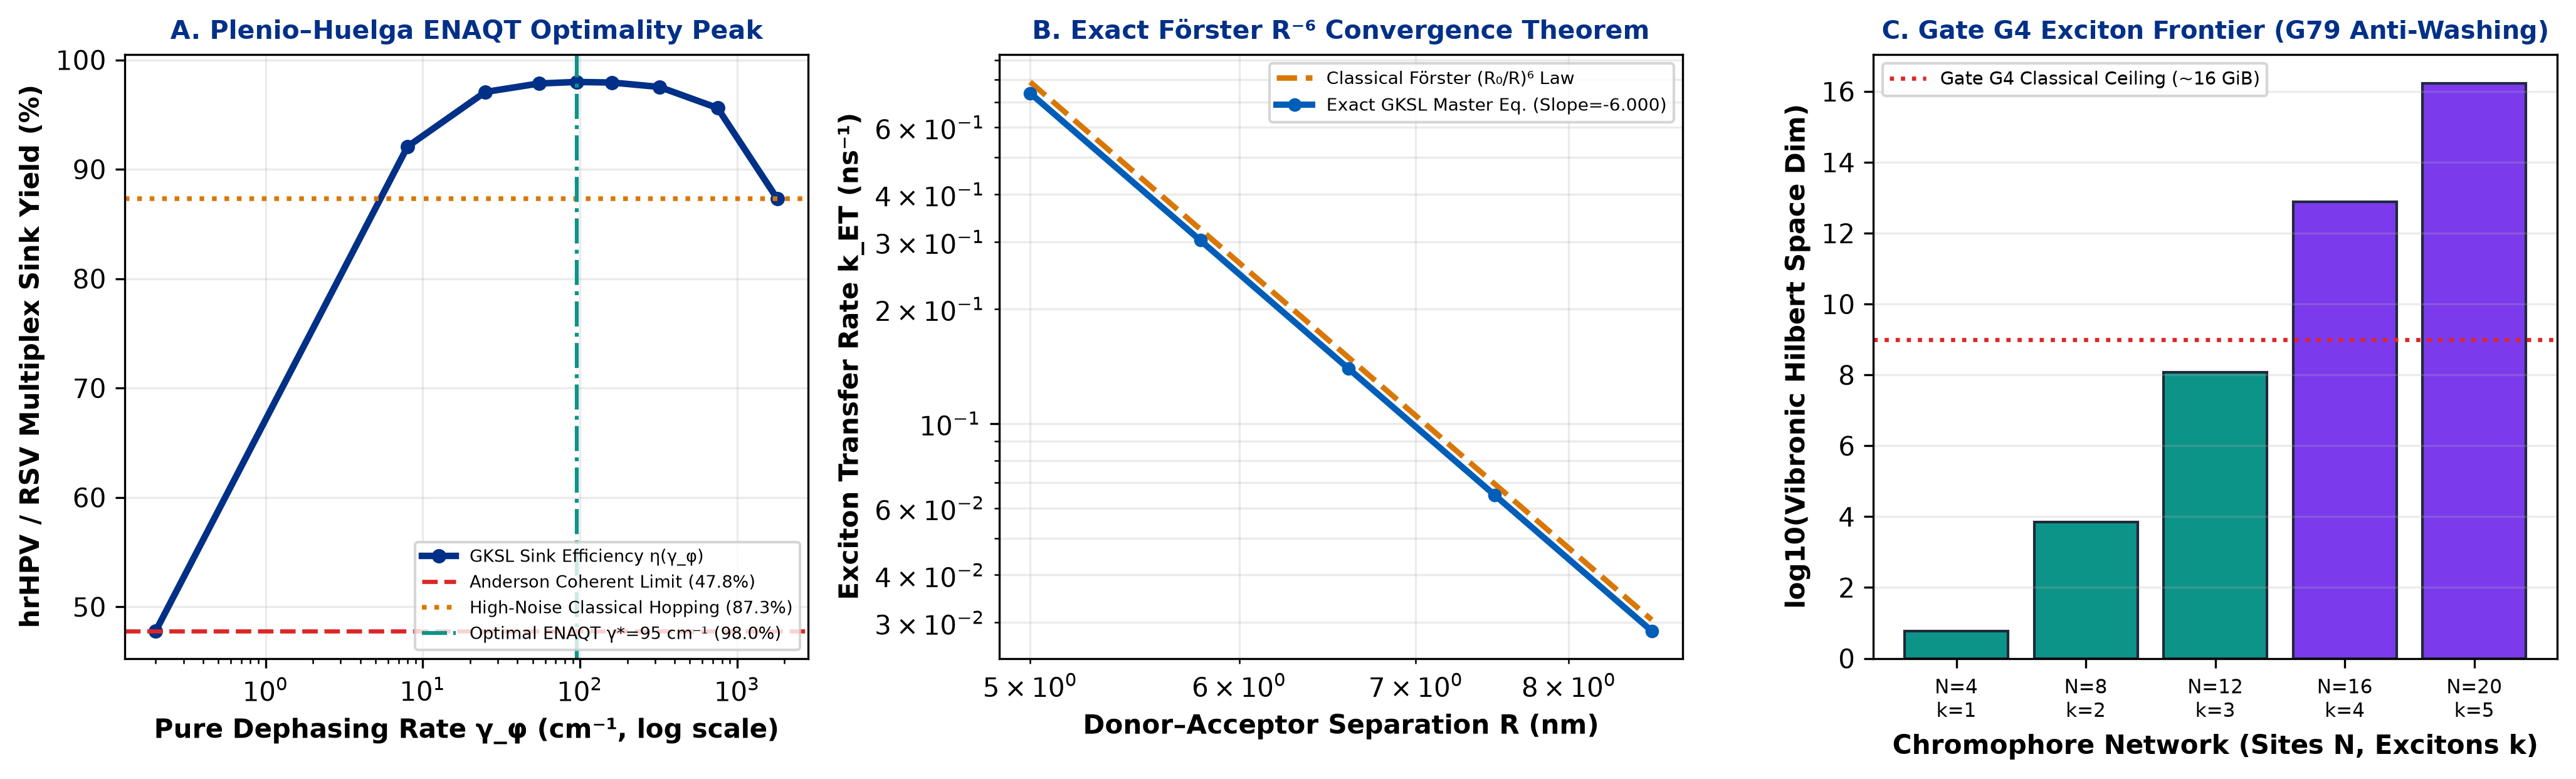 A. Plenio–Huelga ENAQT Optimality Peak
hrHPV / RSV Multiplex Sink Yield (%)
100
90
80
70
60
50
GKSL Sink Efficiency η(γ_φ)
Anderson Coherent Limit (47.8%)
High-Noise Classical Hopping (87.3%)
Optimal ENAQT γ*=95 cm⁻¹ (98.0%)
10⁰ 10¹ 10² 10³
Pure Dephasing Rate γ_φ (cm⁻¹, log scale)
B. Exact Förster R⁻⁶ Convergence Theorem
Exciton Transfer Rate k_ET (ns⁻¹)
Classical Förster (R₀/R)⁶ Law
Exact GKSL Master Eq. (Slope=-6.000)
6 × 10⁻¹
4 × 10⁻¹
3 × 10⁻¹
2 × 10⁻¹
10⁻¹
6 × 10⁻²
4 × 10⁻²
3 × 10⁻²
5 × 10⁰ 6 × 10⁰ 7 × 10⁰ 8 × 10⁰
Donor–Acceptor Separation R (nm)
C. Gate G4 Exciton Frontier (G79 Anti-Washing)
log10(Vibronic Hilbert Space Dim)
Gate G4 Classical Ceiling (~16 GiB)
16
14
12
10
8
6
4
2
0
N=4 N=8 N=12 N=16 N=20
k=1 k=2 k=3 k=4 k=5
Chromophore Network (Sites N, Excitons k)